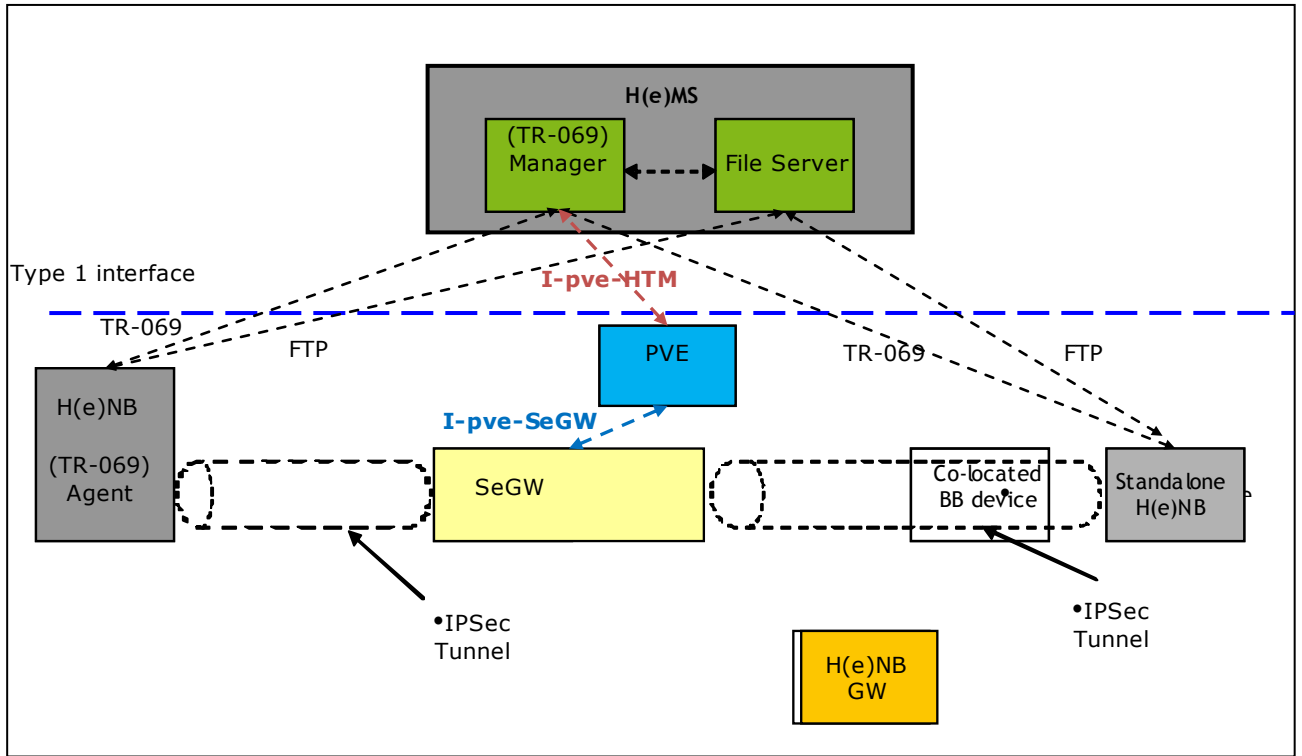 H(e)MS
(TR-069)
Manager
File Server
Type 1 interface
I-pve-HTM
TR-069
FTP
PVE
TR-069
FTP
H(e)NB
(TR-069)
Agent
I-pve-SeGW
SeGW
Co-located
BB device
Standalone
H(e)NB
e
•IPSec
Tunnel
•IPSec
Tunnel
H(e)NB
GW